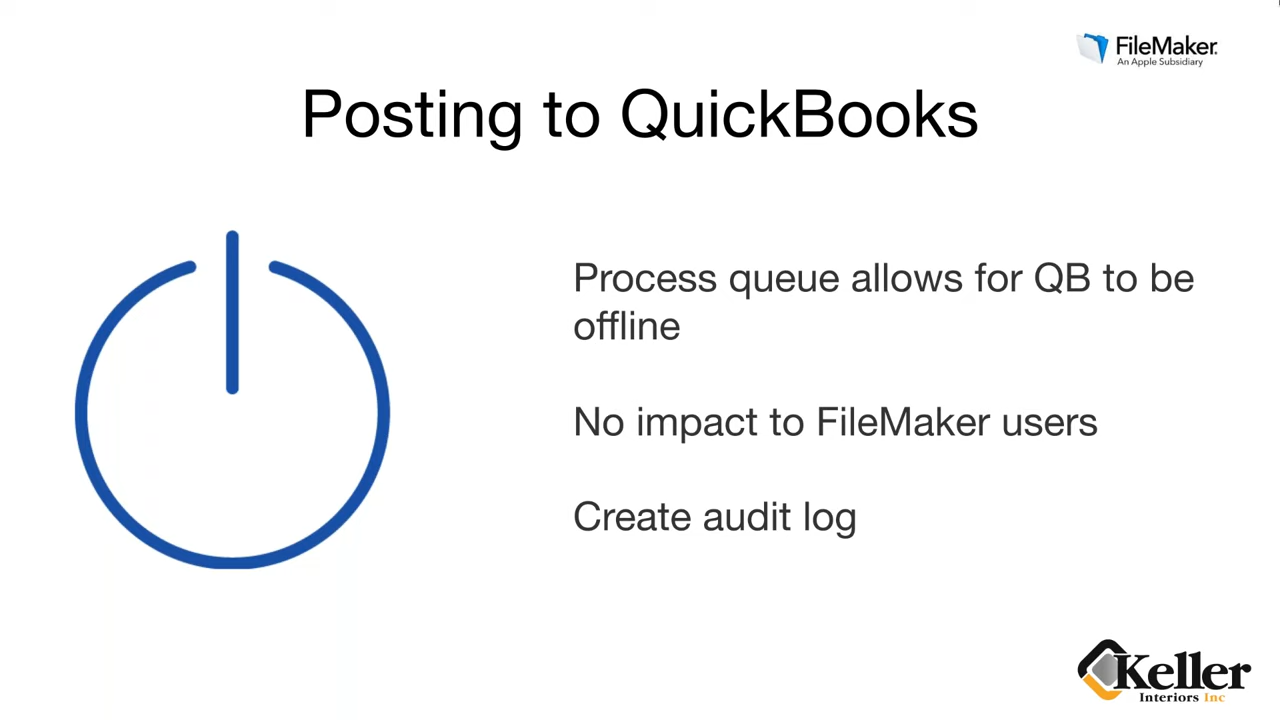 FileMaker.
An Apple Subsidiary
Posting to QuickBooks
Process queue allows for QB to be
offline
No impact to FileMaker users
Create audit log
Keller
Interiors Inc